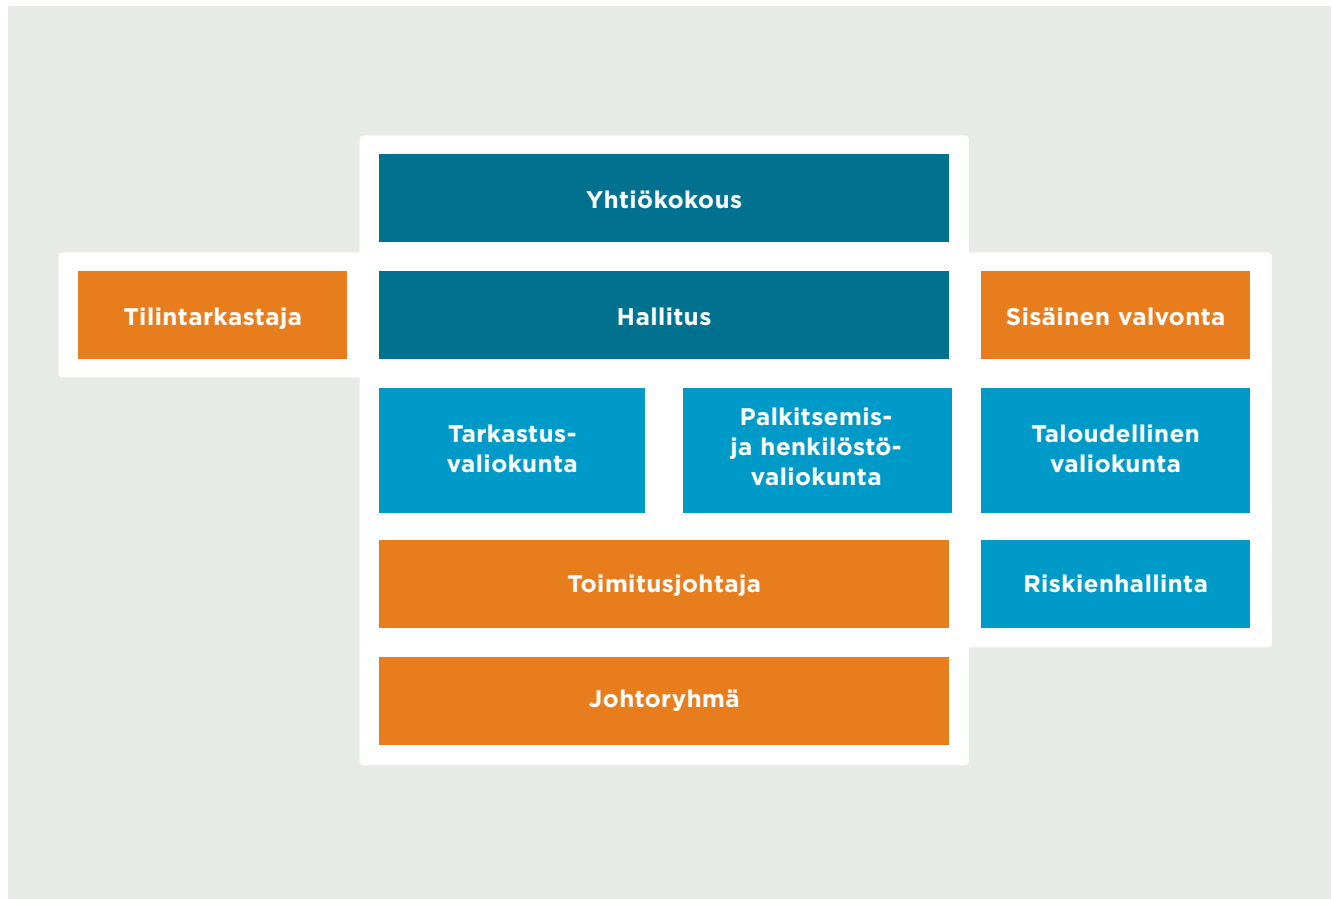 Yhtiökokous
Tilintarkastaja
Hallitus
Sisäinen valvonta
Tarkastus-
valiokunta
Palkitsemis-
ja henkilöstö-
valiokunta
Taloudellinen
valiokunta
Toimitusjohtaja
Riskienhallinta
Johtoryhmä